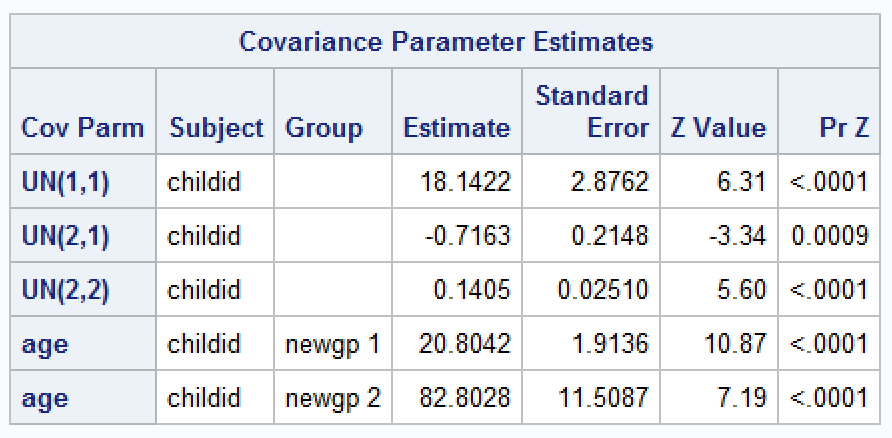 Covariance Parameter Estimates
Cov Parm Subject Group Estimate Standard Error Z Value Pr Z
UN(1,1) childid 18.1422 2.8762 6.31 <.0001
UN(2,1) childid -0.7163 0.2148 -3.34 0.0009
UN(2,2) childid 0.1405 0.02510 5.60 <.0001
age childid newgp 1 20.8042 1.9136 10.87 <.0001
age childid newgp 2 82.8028 11.5087 7.19 <.0001